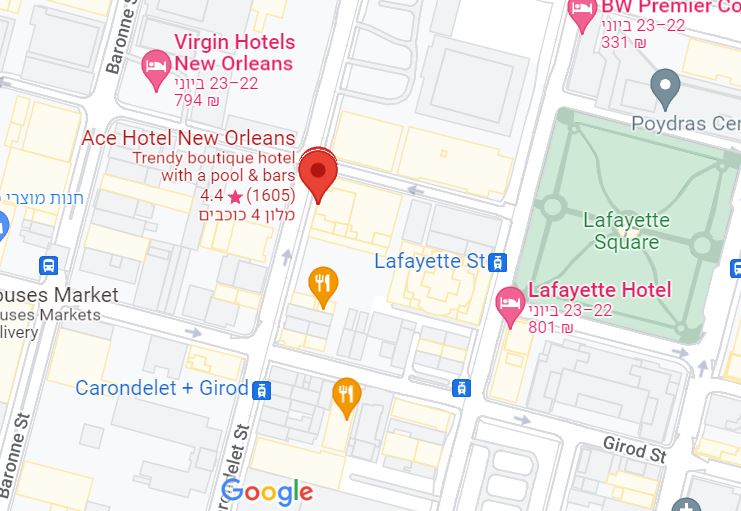 BW Premier Co
22–23 ביוני
331 ₪
Baronne St
Virgin Hotels
New Orleans
22–23 ביוני
794 ₪
Poydras Cen
Ace Hotel New Orleans
Trendy boutique hotel
with a pool & bars
4.4 ★ (1605)
מלון 4 כוכבים
חנות מוצרי
Lafayette
Square
Lafayette St
Lafayette Hotel
22–23 ביוני
801 ₪
ouses Market
ouses Markets
livery
Carondelet + Girod
Girod St
Baronne St
rondelet St
Google